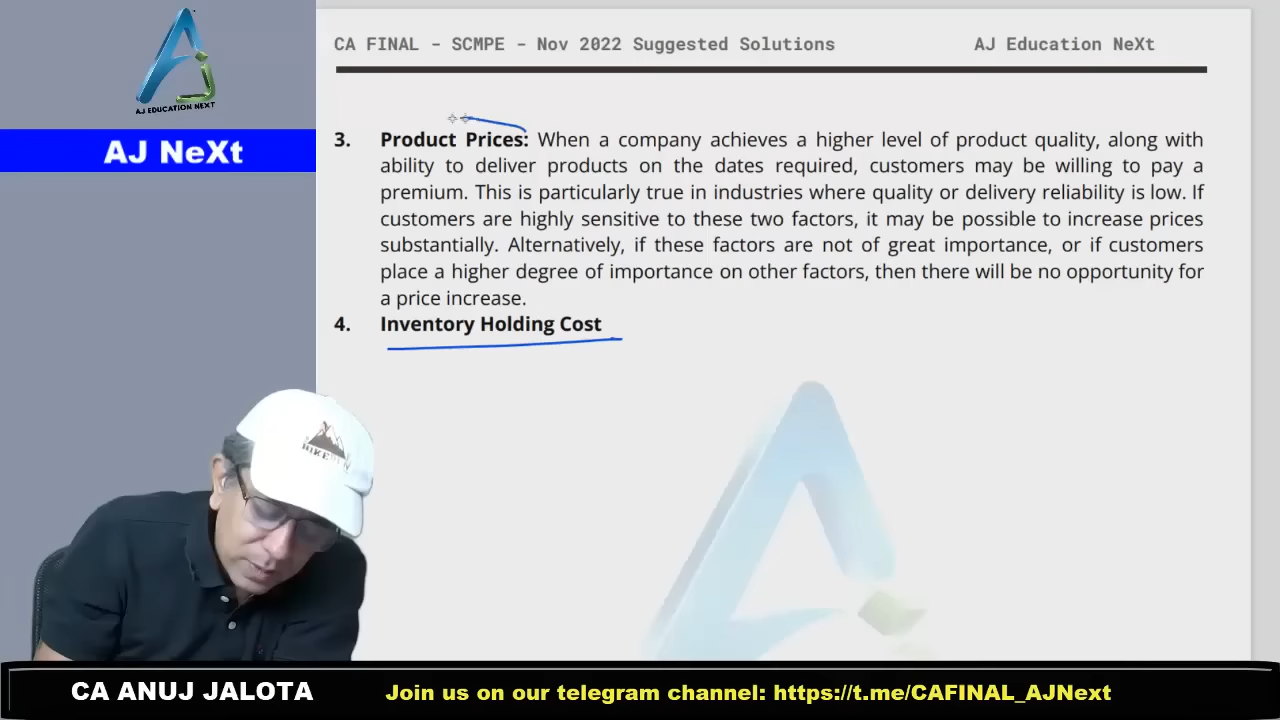 AJ EDUCATION NEXT
AJ NeXt
CA FINAL - SCMPE - Nov 2022 Suggested Solutions AJ Education NeXt
3. Product Prices: When a company achieves a higher level of product quality, along with
ability to deliver products on the dates required, customers may be willing to pay a
premium. This is particularly true in industries where quality or delivery reliability is low. If
customers are highly sensitive to these two factors, it may be possible to increase prices
substantially. Alternatively, if these factors are not of great importance, or if customers
place a higher degree of importance on other factors, then there will be no opportunity for
a price increase.
4. Inventory Holding Cost
CA ANUJ JALOTA Join us on our telegram channel: https://t.me/CAFINAL_AJNext